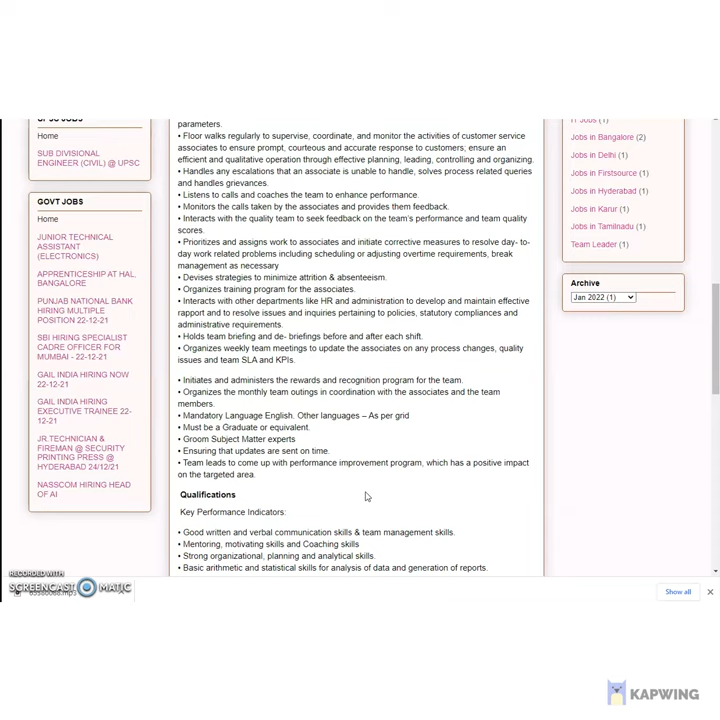 UPSC JOBS
Home
SUB DIVISIONAL
ENGINEER (CIVIL) @ UPSC
GOVT JOBS
Home
JUNIOR TECHNICAL
ASSISTANT
(ELECTRONICS)
APPRENTICESHIP AT HAL,
BANGALORE
PUNJAB NATIONAL BANK
HIRING MULTIPLE
POSITION 22-12-21
SBI HIRING SPECIALIST
CADRE OFFICER FOR
MUMBAI - 22-12-21
GAIL INDIA HIRING NOW
22-12-21
GAIL INDIA HIRING
EXECUTIVE TRAINEE 22-
12-21
JR.TECHNICIAN &
FIREMAN @ SECURITY
PRINTING PRESS @
HYDERABAD 24/12/21
NASSCOM HIRING HEAD
OF AI
parameters.
• Floor walks regularly to supervise, coordinate, and monitor the activities of customer service
associates to ensure prompt, courteous and accurate response to customers; ensure an
efficient and qualitative operation through effective planning, leading, controlling and organizing.
• Handles any escalations that an associate is unable to handle, solves process related queries
and handles grievances.
• Listens to calls and coaches the team to enhance performance.
• Monitors the calls taken by the associates and provides them feedback.
• Interacts with the quality team to seek feedback on the team's performance and team quality
scores.
• Prioritizes and assigns work to associates and initiate corrective measures to resolve day- to-
day work related problems including scheduling or adjusting overtime requirements, break
management as necessary
• Devises strategies to minimize attrition & absenteeism.
• Organizes training program for the associates.
• Interacts with other departments like HR and administration to develop and maintain effective
rapport and to resolve issues and inquiries pertaining to policies, statutory compliances and
administrative requirements.
• Holds team briefing and de- briefings before and after each shift.
• Organizes weekly team meetings to update the associates on any process changes, quality
issues and team SLA and KPIs.
• Initiates and administers the rewards and recognition program for the team.
• Organizes the monthly team outings in coordination with the associates and the team
members.
• Mandatory Language English. Other languages – As per grid
• Must be a Graduate or equivalent.
• Groom Subject Matter experts
• Ensuring that updates are sent on time.
• Team leads to come up with performance improvement program, which has a positive impact
on the targeted area.
Qualifications
Key Performance Indicators:
• Good written and verbal communication skills & team management skills.
• Mentoring, motivating skills and Coaching skills
• Strong organizational, planning and analytical skills.
• Basic arithmetic and statistical skills for analysis of data and generation of reports.
IT Jobs (1)
Jobs in Bangalore (2)
Jobs in Delhi (1)
Jobs in Firstsource (1)
Jobs in Hyderabad (1)
Jobs in Karur (1)
Jobs in Tamilnadu (1)
Team Leader (1)
Archive
Jan 2022 (1)
RECORDED WITH
SCREENCAST MATIC
Show all
KAPWING